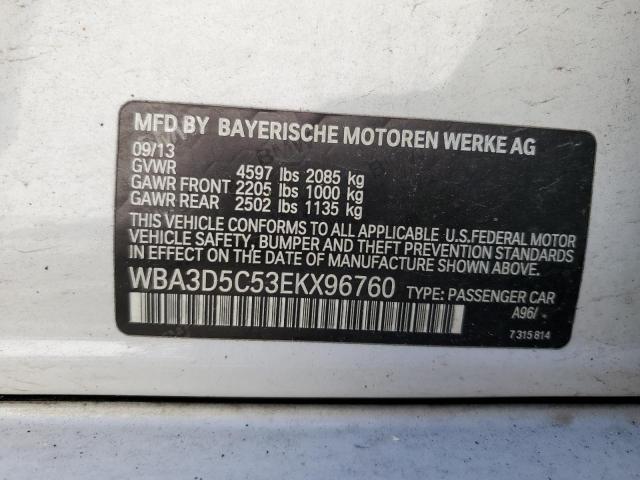 MFD BY BAYERISCHE MOTOREN WERKE AG
09/13
GVWR 4597 lbs 2085 kg
GAWR FRONT 2205 lbs 1000 kg
GAWR REAR 2502 lbs 1135 kg
THIS VEHICLE CONFORMS TO ALL APPLICABLE U.S.FEDERAL MOTOR
VEHICLE SAFETY, BUMPER AND THEFT PREVENTION STANDARDS
IN EFFECT ON THE DATE OF MANUFACTURE SHOWN ABOVE.
WBA3D5C53EKX96760 TYPE: PASSENGER CAR
A96/
7 315 814